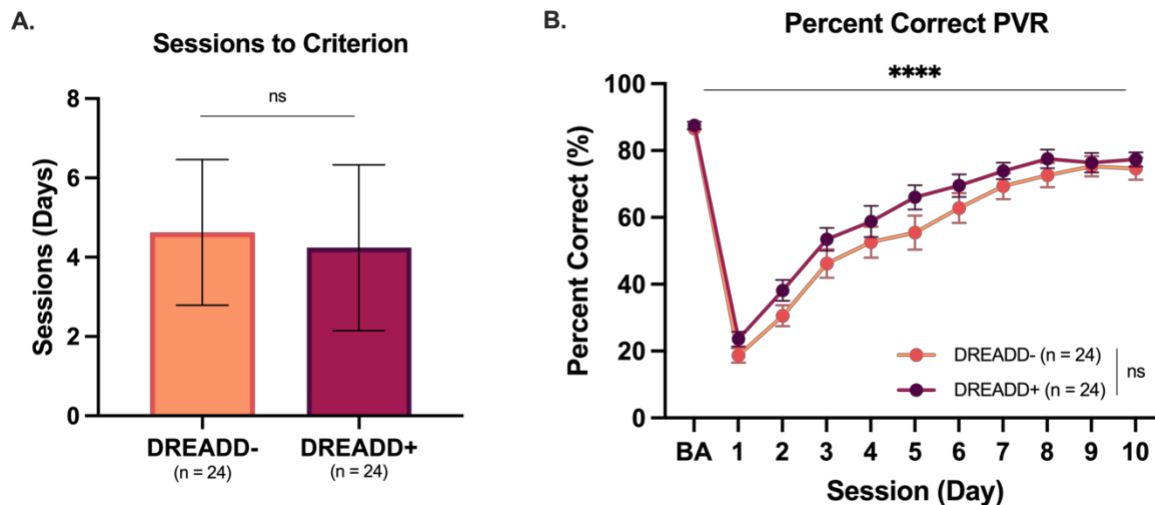 A.
Sessions to Criterion
ns
Sessions (Days)
8
6
4
2
0
DREADD-
(n = 24)
DREADD+
(n = 24)
B.
Percent Correct PVR
****
Percent Correct (%)
100
80
60
40
20
0
DREADD- (n = 24)
DREADD+ (n = 24)
ns
BA 1 2 3 4 5 6 7 8 9 10
Session (Day)